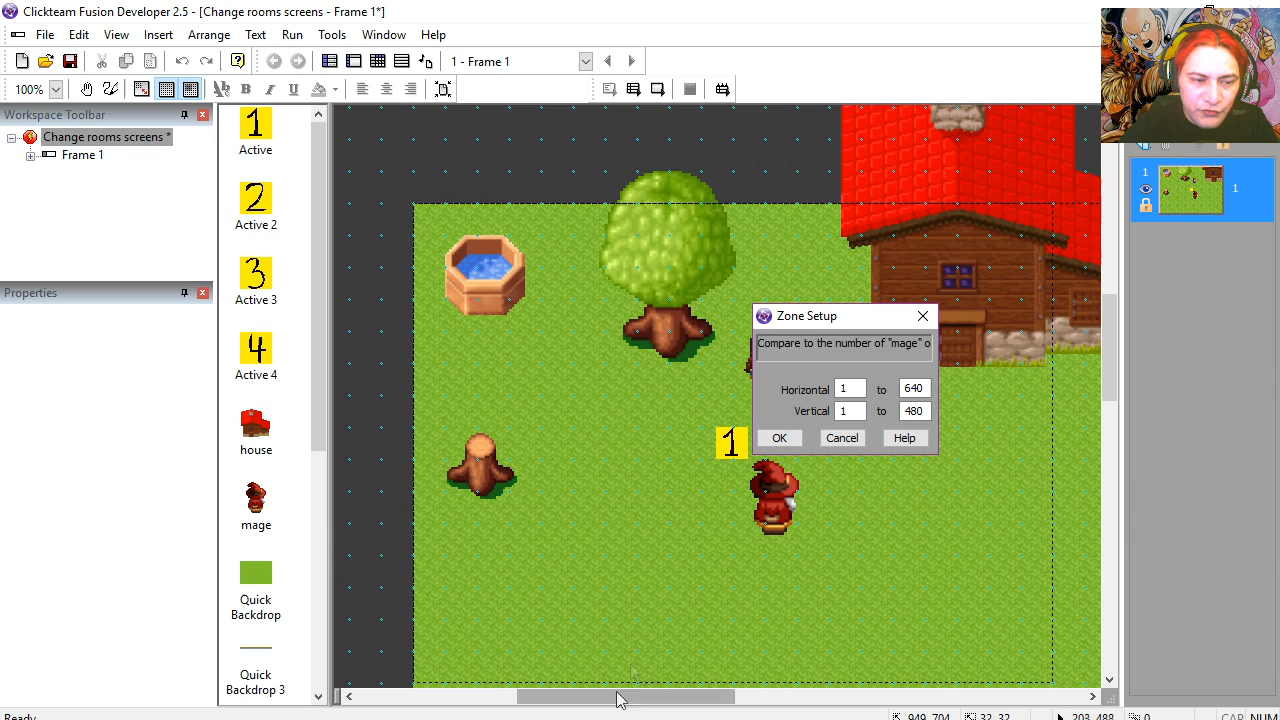 Clickteam Fusion Developer 2.5 - [Change rooms screens - Frame 1*]
File Edit View Insert Arrange Text Run Tools Window Help
1 - Frame 1
100%
Workspace Toolbar
Change rooms screens *
Frame 1
Properties
1
Active
2
Active 2
3
Active 3
4
Active 4
house
mage
Quick
Backdrop
Quick
Backdrop 3
1
Zone Setup
Compare to the number of "mage" o
Horizontal 1 to 640
Vertical 1 to 480
OK Cancel Help
1
1
Ready
949, 704 32, 32 203, 488 0 CAP NUM